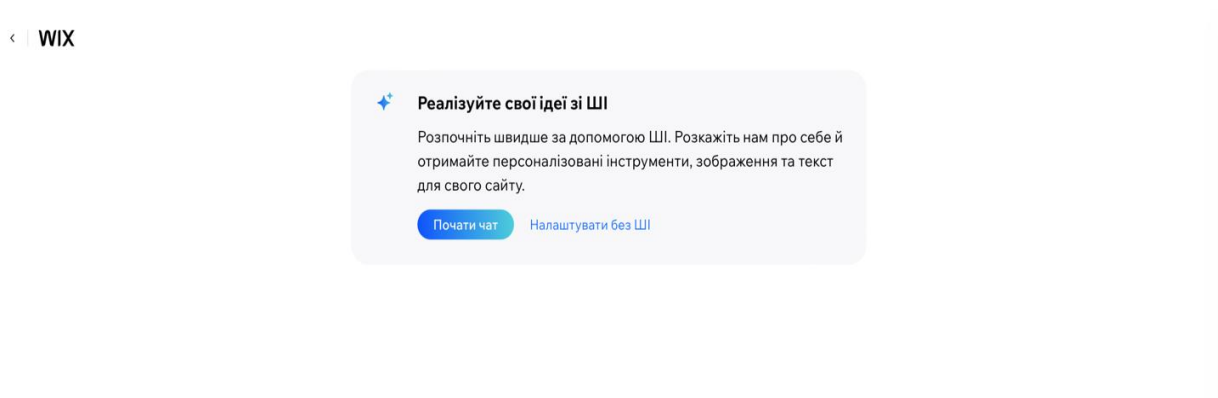 WIX
Реалізуйте свої ідеї зі ШІ
Розпочніть швидше за допомогою ШІ. Розкажіть нам про себе й
отримайте персоналізовані інструменти, зображення та текст
для свого сайту.
Почати чат
Налаштувати без ШІ